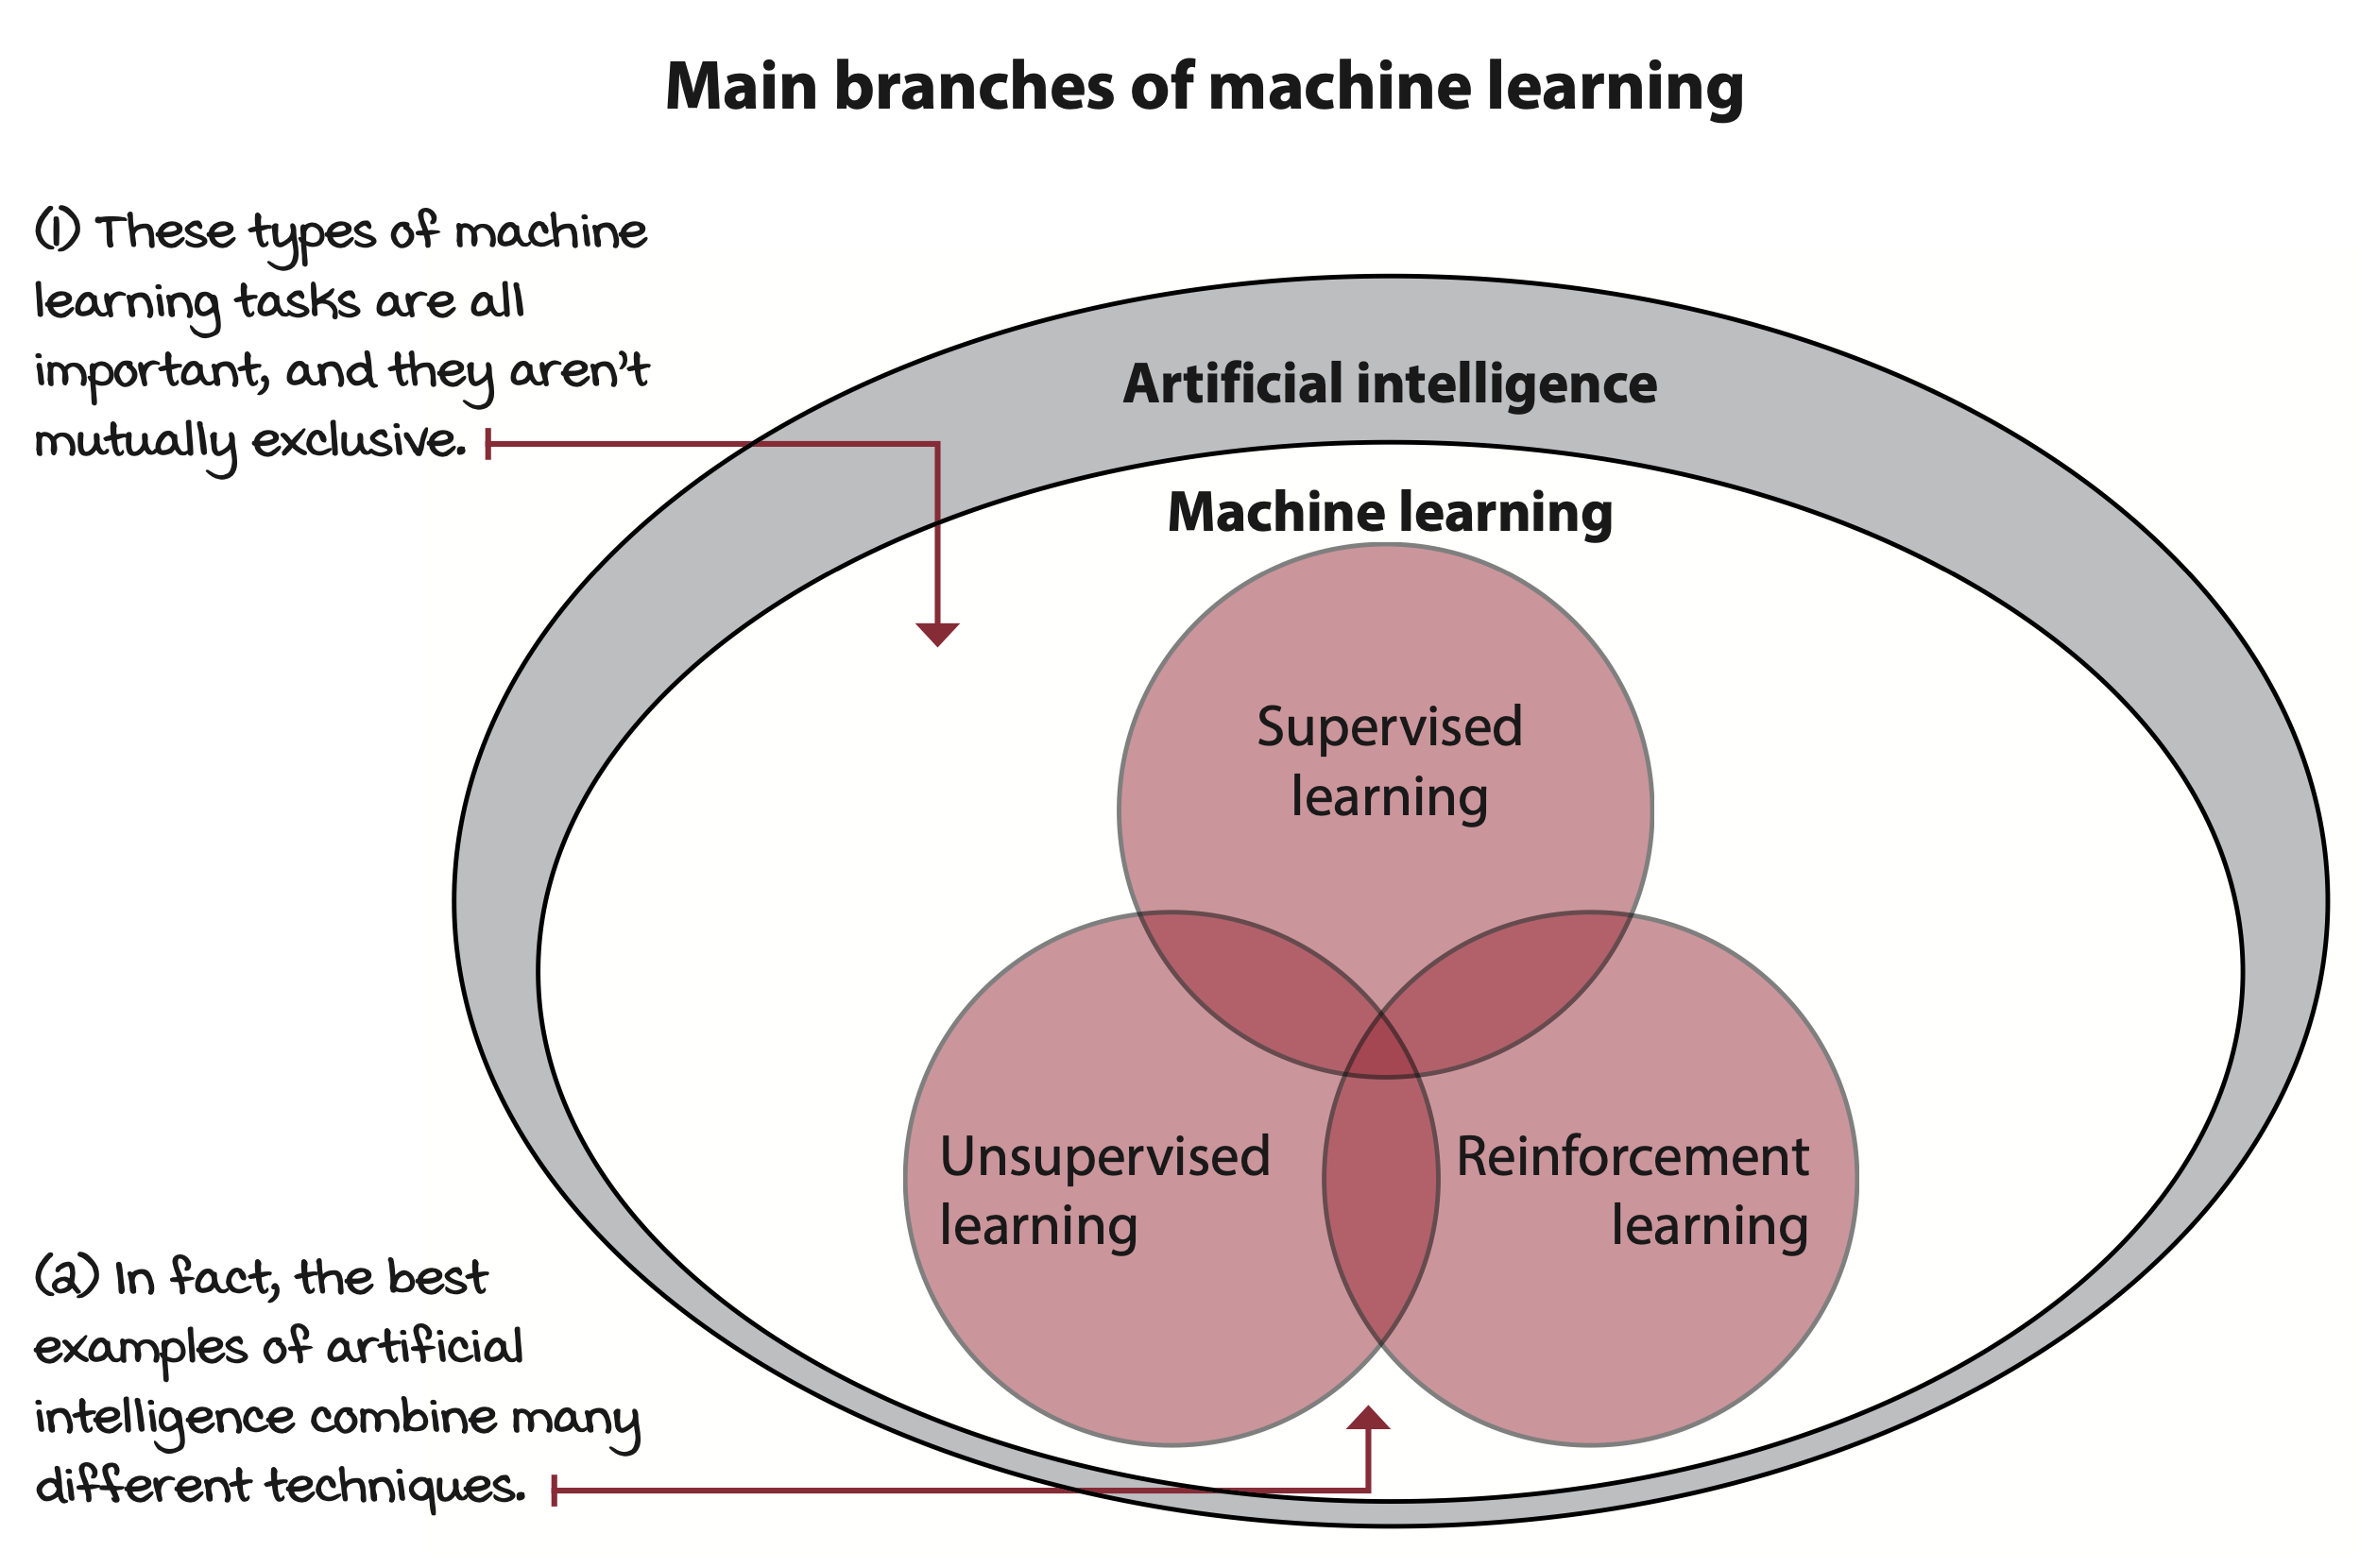 Main branches of machine learning
(1) These types of machine
learning tasks are all
important, and they aren't
mutually exclusive.
Artificial intelligence
Machine learning
Supervised
learning
Unsupervised
learning
Reinforcement
learning
(2) In fact, the best
examples of artificial
intelligence combine many
different techniques.